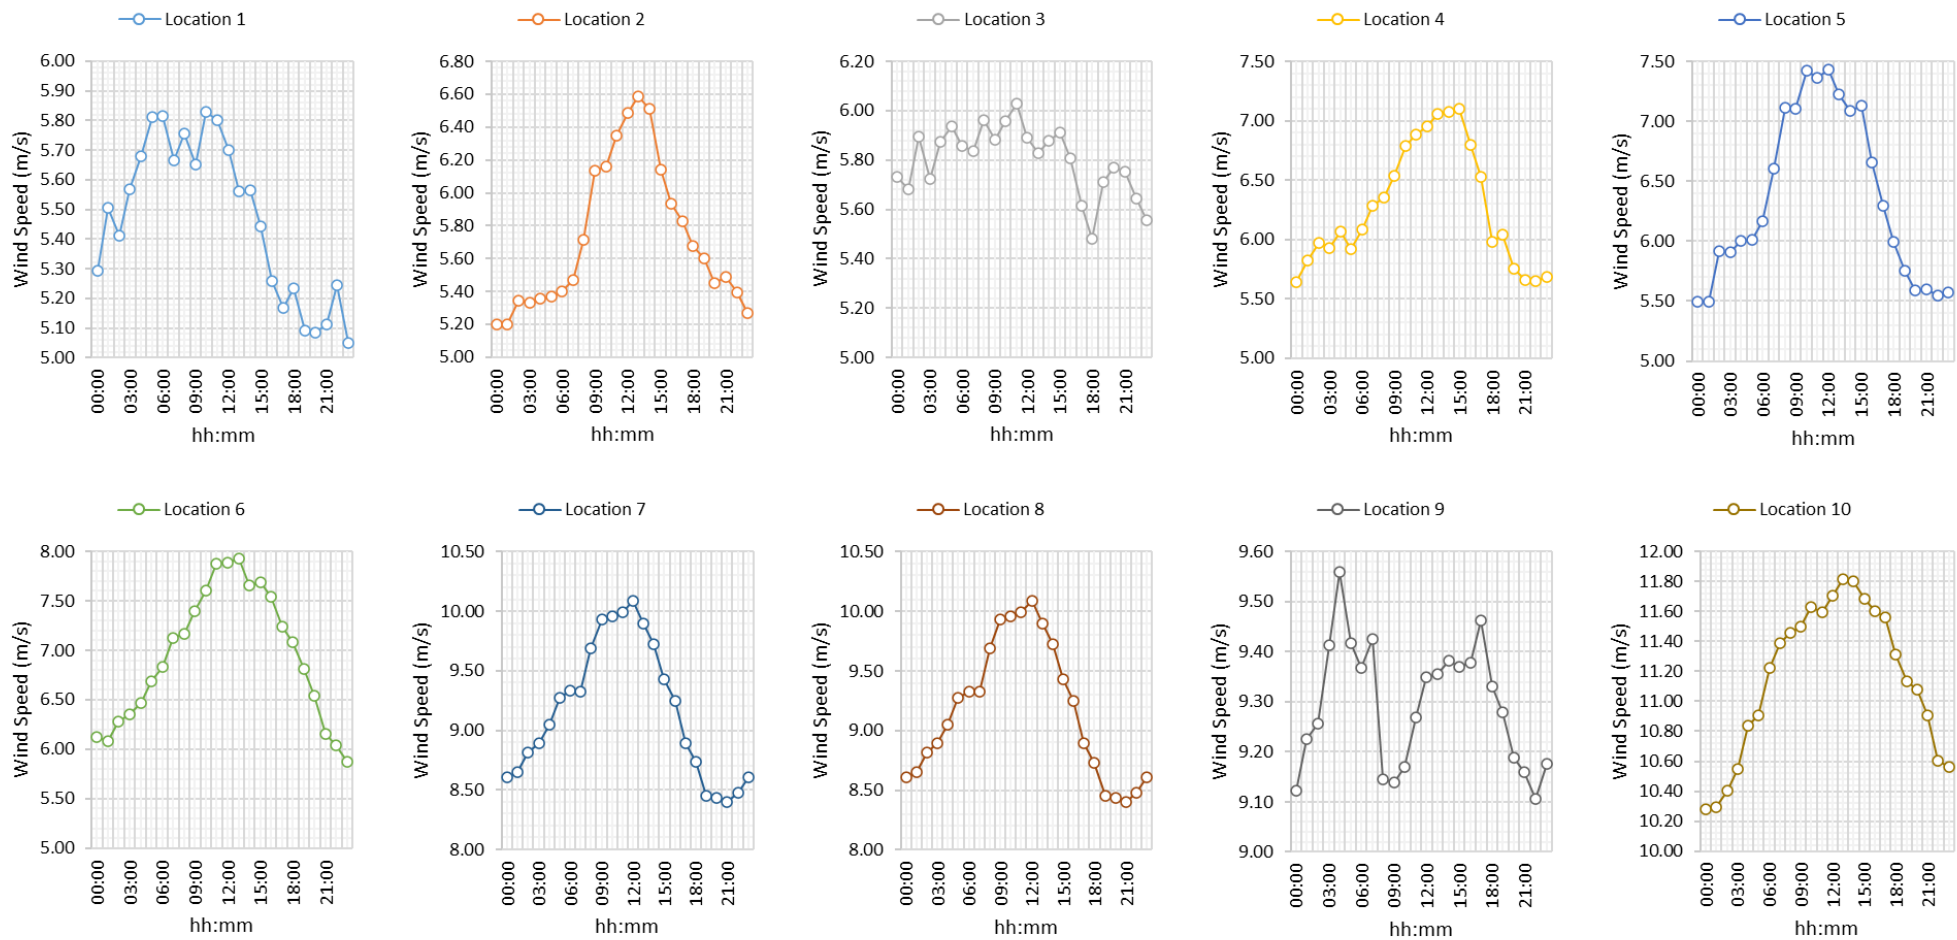 Location 1
6.00
5.90
5.80
5.70
5.60
5.50
5.40
5.30
5.20
5.10
5.00
Wind Speed (m/s)
00:00 03:00 06:00 09:00 12:00 15:00 18:00 21:00
hh:mm
Location 2
6.80
6.60
6.40
6.20
6.00
5.80
5.60
5.40
5.20
5.00
Wind Speed (m/s)
00:00 03:00 06:00 09:00 12:00 15:00 18:00 21:00
hh:mm
Location 3
6.20
6.00
5.80
5.60
5.40
5.20
5.00
Wind Speed (m/s)
00:00 03:00 06:00 09:00 12:00 15:00 18:00 21:00
hh:mm
Location 4
7.50
7.00
6.50
6.00
5.50
5.00
Wind Speed (m/s)
00:00 03:00 06:00 09:00 12:00 15:00 18:00 21:00
hh:mm
Location 5
7.50
7.00
6.50
6.00
5.50
5.00
Wind Speed (m/s)
00:00 03:00 06:00 09:00 12:00 15:00 18:00 21:00
hh:mm
Location 6
8.00
7.50
7.00
6.50
6.00
5.50
5.00
Wind Speed (m/s)
00:00 03:00 06:00 09:00 12:00 15:00 18:00 21:00
hh:mm
Location 7
10.50
10.00
9.50
9.00
8.50
8.00
Wind Speed (m/s)
00:00 03:00 06:00 09:00 12:00 15:00 18:00 21:00
hh:mm
Location 8
10.50
10.00
9.50
9.00
8.50
8.00
Wind Speed (m/s)
00:00 03:00 06:00 09:00 12:00 15:00 18:00 21:00
hh:mm
Location 9
9.60
9.50
9.40
9.30
9.20
9.10
9.00
Wind Speed (m/s)
00:00 03:00 06:00 09:00 12:00 15:00 18:00 21:00
hh:mm
Location 10
12.00
11.80
11.60
11.40
11.20
11.00
10.80
10.60
10.40
10.20
10.00
Wind Speed (m/s)
00:00 03:00 06:00 09:00 12:00 15:00 18:00 21:00
hh:mm